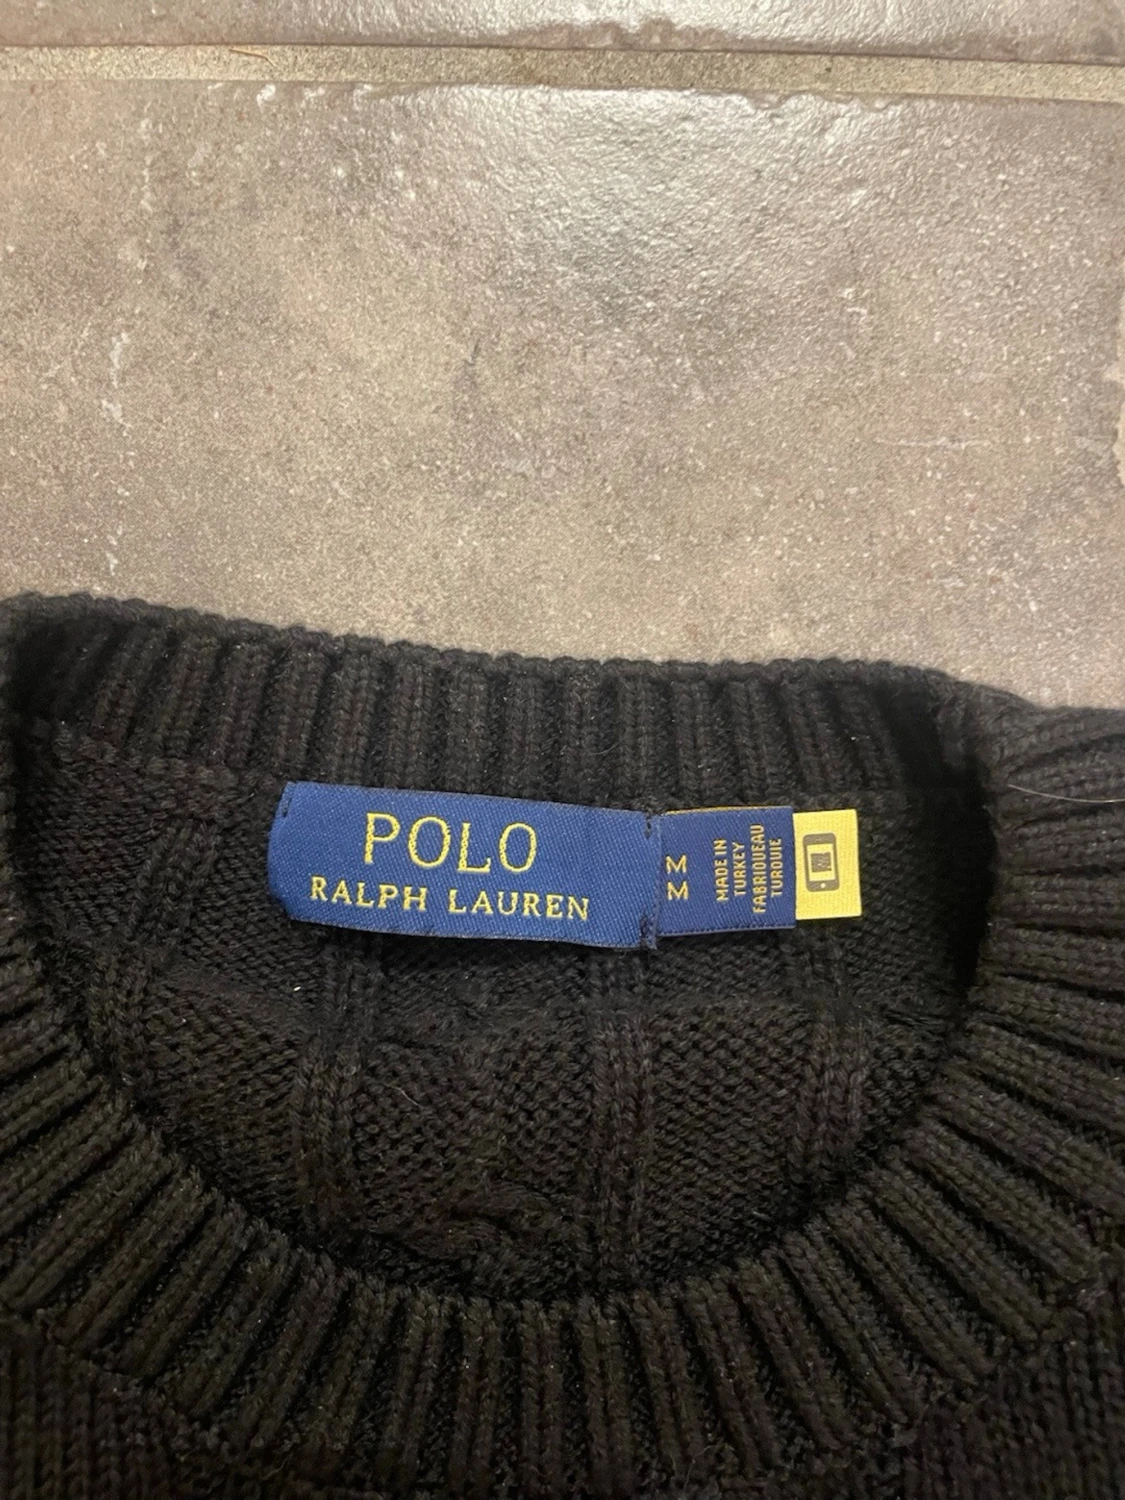 POLO
RALPH LAUREN
M
M
MADE IN
TURKEY
FABRIQUEAU
TURQUIE